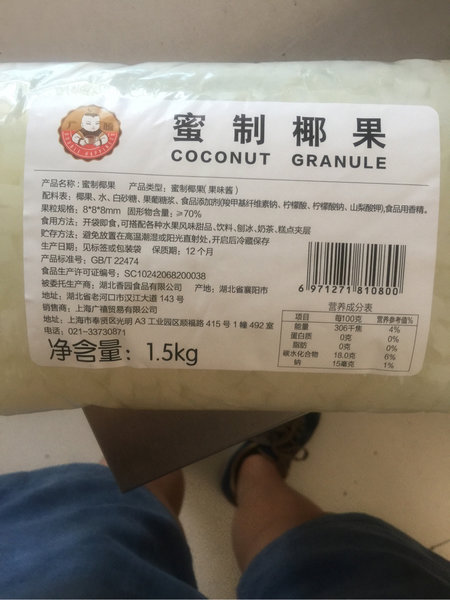 蜜制椰果
COCONUT GRANULE
产品名称: 蜜制椰果 产品类型: 蜜制椰果(果味酱)
配料表: 椰果、水、白砂糖、果葡糖浆、食品添加剂(羧甲基纤维素钠、柠檬酸、柠檬酸钠、山梨酸钾),食用香精。
果粒规格: 8*8*8mm 固形物含量: ≥70%
食用方法: 开袋即食,可搭配各种水果风味甜品、饮料、刨冰、奶茶、糕点夹层
贮存方法: 避免放置在高温潮湿或阳光直射处,开启后冷藏保存
生产日期: 见标签或包装袋 保质期: 12 个月
产品标准号: GB/T 22474
食品生产许可证编号: SC10242068200038
被委托生产商: 湖北香园食品有限公司 产地: 湖北省襄阳市
地址: 湖北省老河口市汉江大道 143 号
销售商: 上海广禧贸易有限公司
地址: 上海市奉贤区光明 A3 工业园区顺福路 415 号 1 幢 492 室
电话: 021-33730871
净含量: 1.5kg
6 971271 810800
营养成分表
项目 每100克 营养参考值%
能量 306千焦 4%
蛋白质 0克 0%
脂肪 0克 0%
碳水化合物 18.0克 6%
钠 15毫克 1%